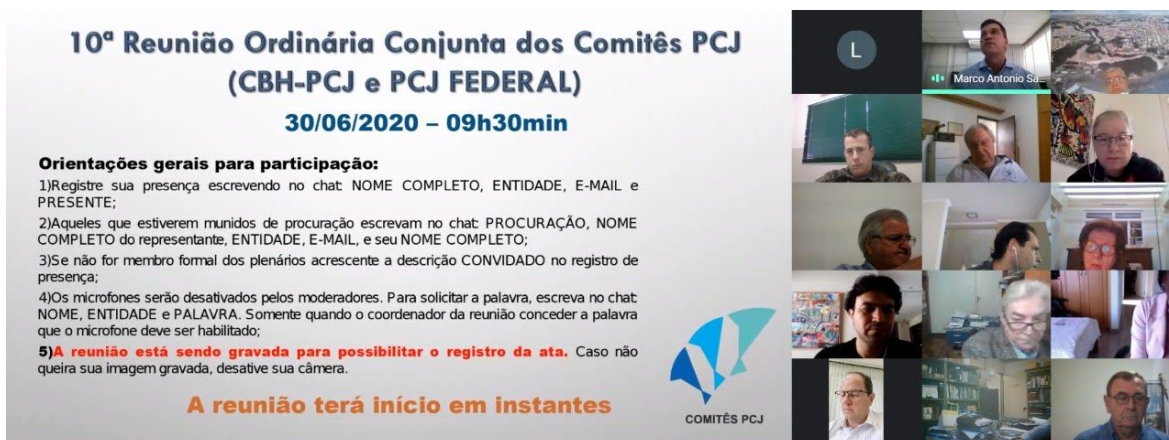 10ª Reunião Ordinária Conjunta dos Comitês PCJ
(CBH-PCJ e PCJ FEDERAL)
30/06/2020 – 09h30min
Orientações gerais para participação:
1)Registre sua presença escrevendo no chat: NOME COMPLETO, ENTIDADE, E-MAIL e
PRESENTE;
2)Aqueles que estiverem munidos de procuração escrevam no chat: PROCURAÇÃO, NOME
COMPLETO do representante, ENTIDADE, E-MAIL, e seu NOME COMPLETO;
3)Se não for membro formal dos plenários acrescente a descrição CONVIDADO no registro de
presença;
4)Os microfones serão desativados pelos moderadores. Para solicitar a palavra, escreva no chat:
NOME, ENTIDADE e PALAVRA. Somente quando o coordenador da reunião conceder a palavra
que o microfone deve ser habilitado;
5)A reunião está sendo gravada para possibilitar o registro da ata. Caso não
queira sua imagem gravada, desative sua câmera.
A reunião terá início em instantes
COMITÊS PCJ
L
Marco Antonio Sa...